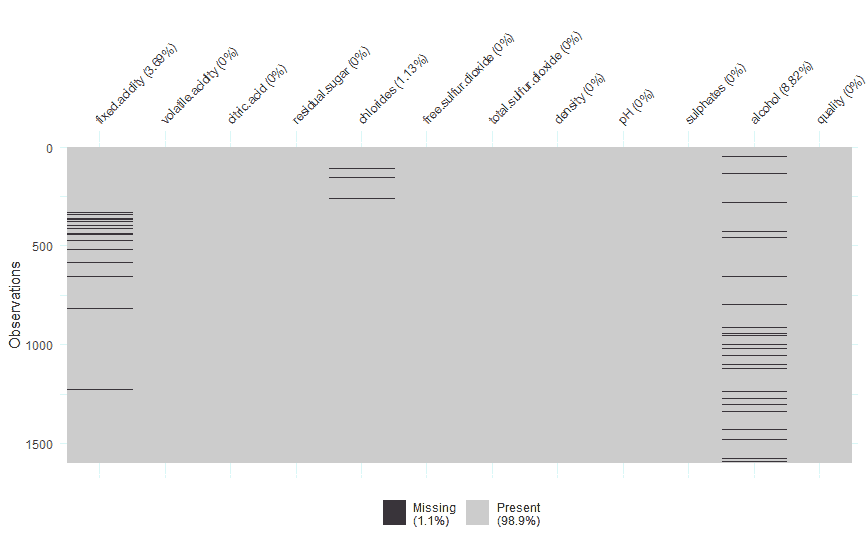 fixed.acidity (3.69%)
volatile.acidity (0%)
citric.acid (0%)
residual.sugar (0%)
chlorides (1.13%)
free.sulfur.dioxide (0%)
total.sulfur.dioxide (0%)
density (0%)
pH (0%)
sulphates (0%)
alcohol (8.82%)
quality (0%)
0
500
1000
1500
Observations
Missing
(1.1%)
Present
(98.9%)